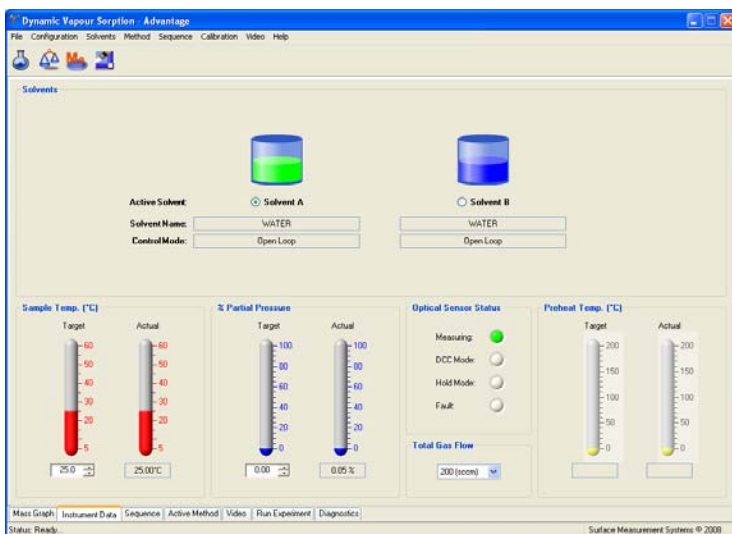 Dynamic Vapour Sorption - Advantage
File Configuration Solvents Method Sequence Calibration Video Help
Solvents
Active Solvent: Solvent A Solvent B
Solvent Name: WATER WATER
Control Mode: Open Loop Open Loop
Sample Temp. (°C) % Partial Pressure Optical Sensor Status Preheat Temp. (°C)
Target Actual Target Actual Target Actual
Measuring:
DCC Mode:
Hold Mode:
Fault:
60 60 100 100 200 200
50 50 80 80 150 150
40 40 60 60 100 100
30 30 40 40 50 50
20 20 20 20 0 0
5 5 0 0
Total Gas Flow
25.0 25.00°C 0.00 0.05 % 200 (sccm)
Mass Graph Instrument Data Sequence Active Method Video Run Experiment Diagnostics
Status: Ready... Surface Measurement Systems © 2008